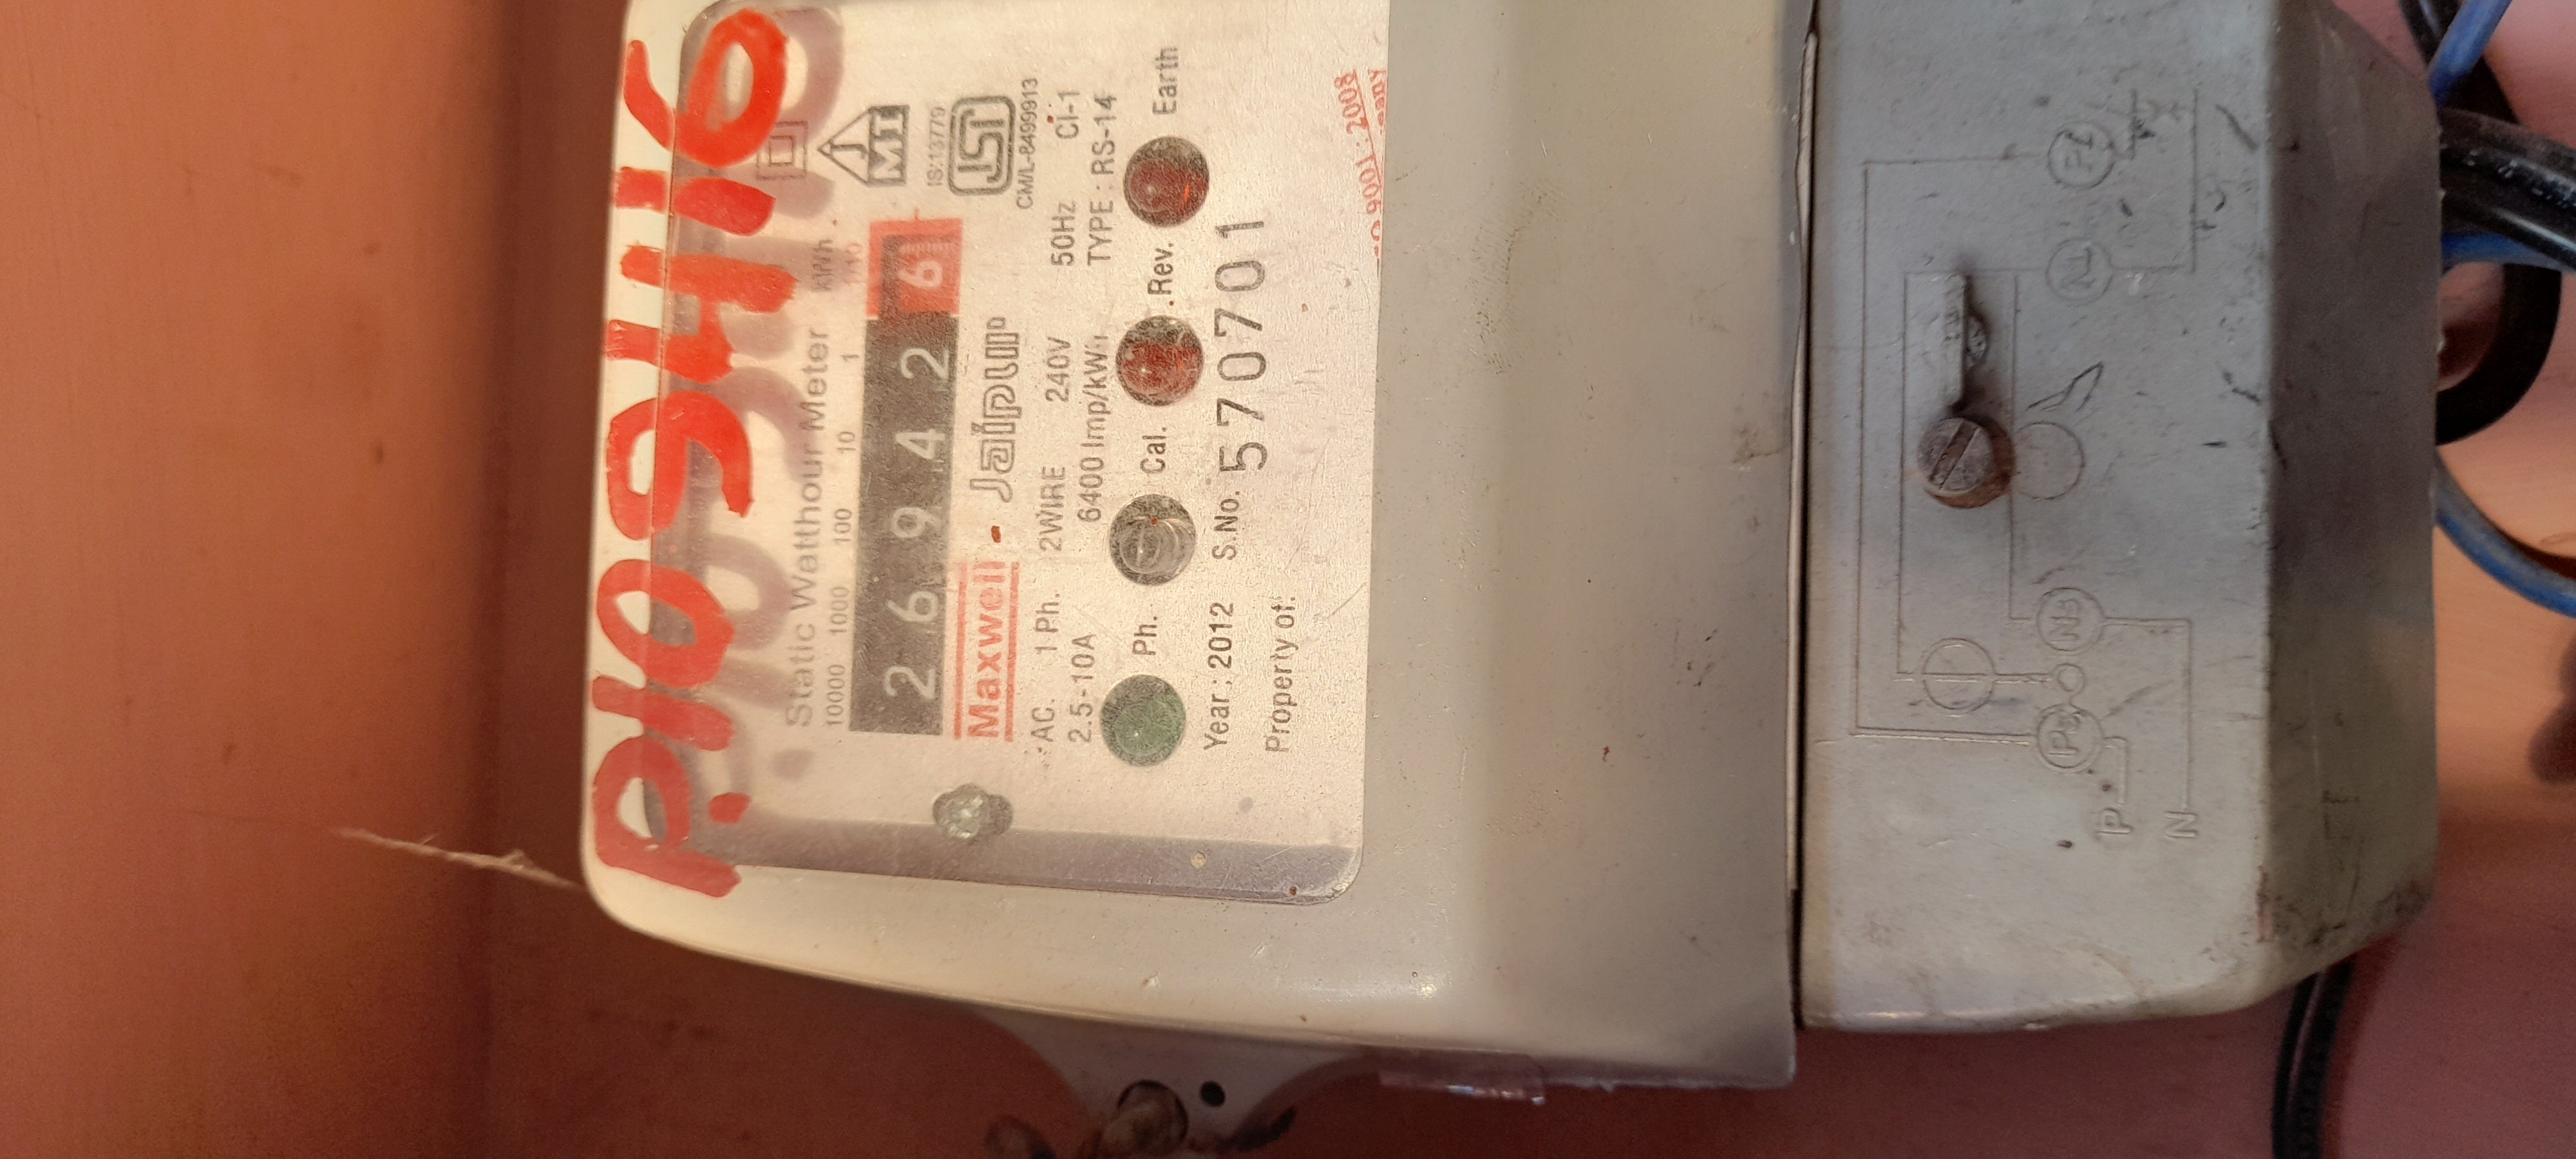 Static Watthour Meter
kWh
10000 1000 100 10 1 1/10
2 6 9 4 2 6
JMT
IS:13779
ISI
CM/L-8499913
Maxwell - Jaipur
AC. 1 Ph. 2WIRE 240V 50Hz Cl-1
2.5-10A 6400 Imp/kWh TYPE : RS-14
Ph. Cal. Rev. Earth
Year : 2012 S.No. 570701
Property of:
9001 : 2008
P N